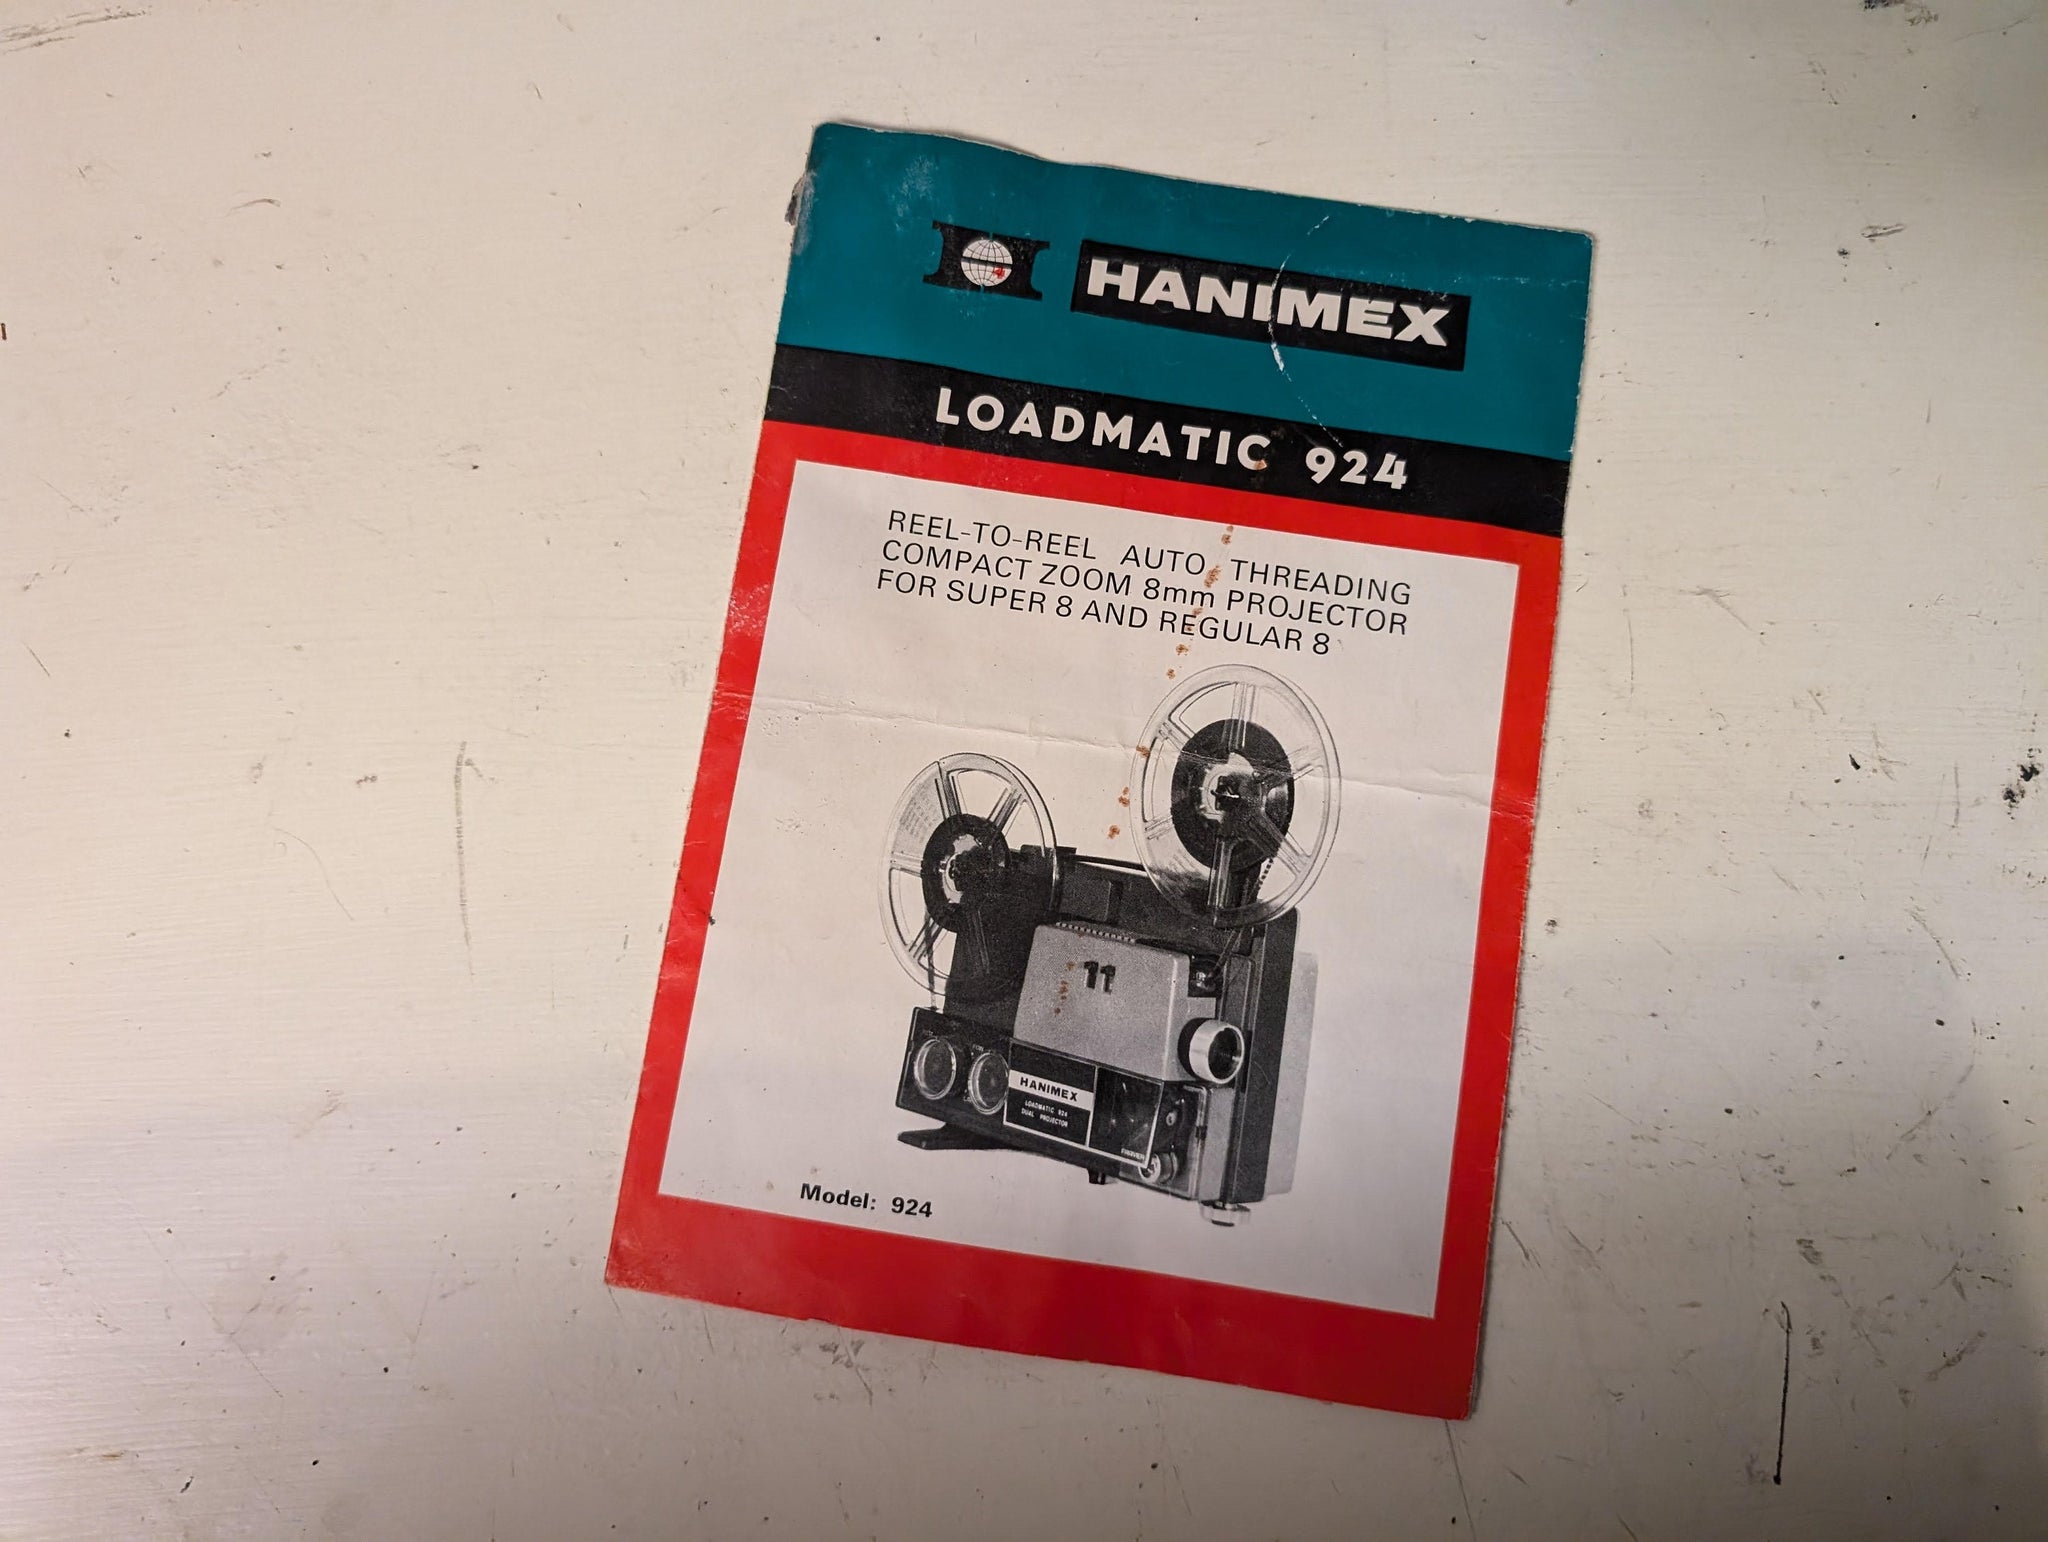 HANIMEX
LOADMATIC 924
REEL-TO-REEL AUTO THREADING
COMPACT ZOOM 8mm PROJECTOR
FOR SUPER 8 AND REGULAR 8
11
HANIMEX
LOADMATIC 924
DUAL PROJECTOR
Model: 924